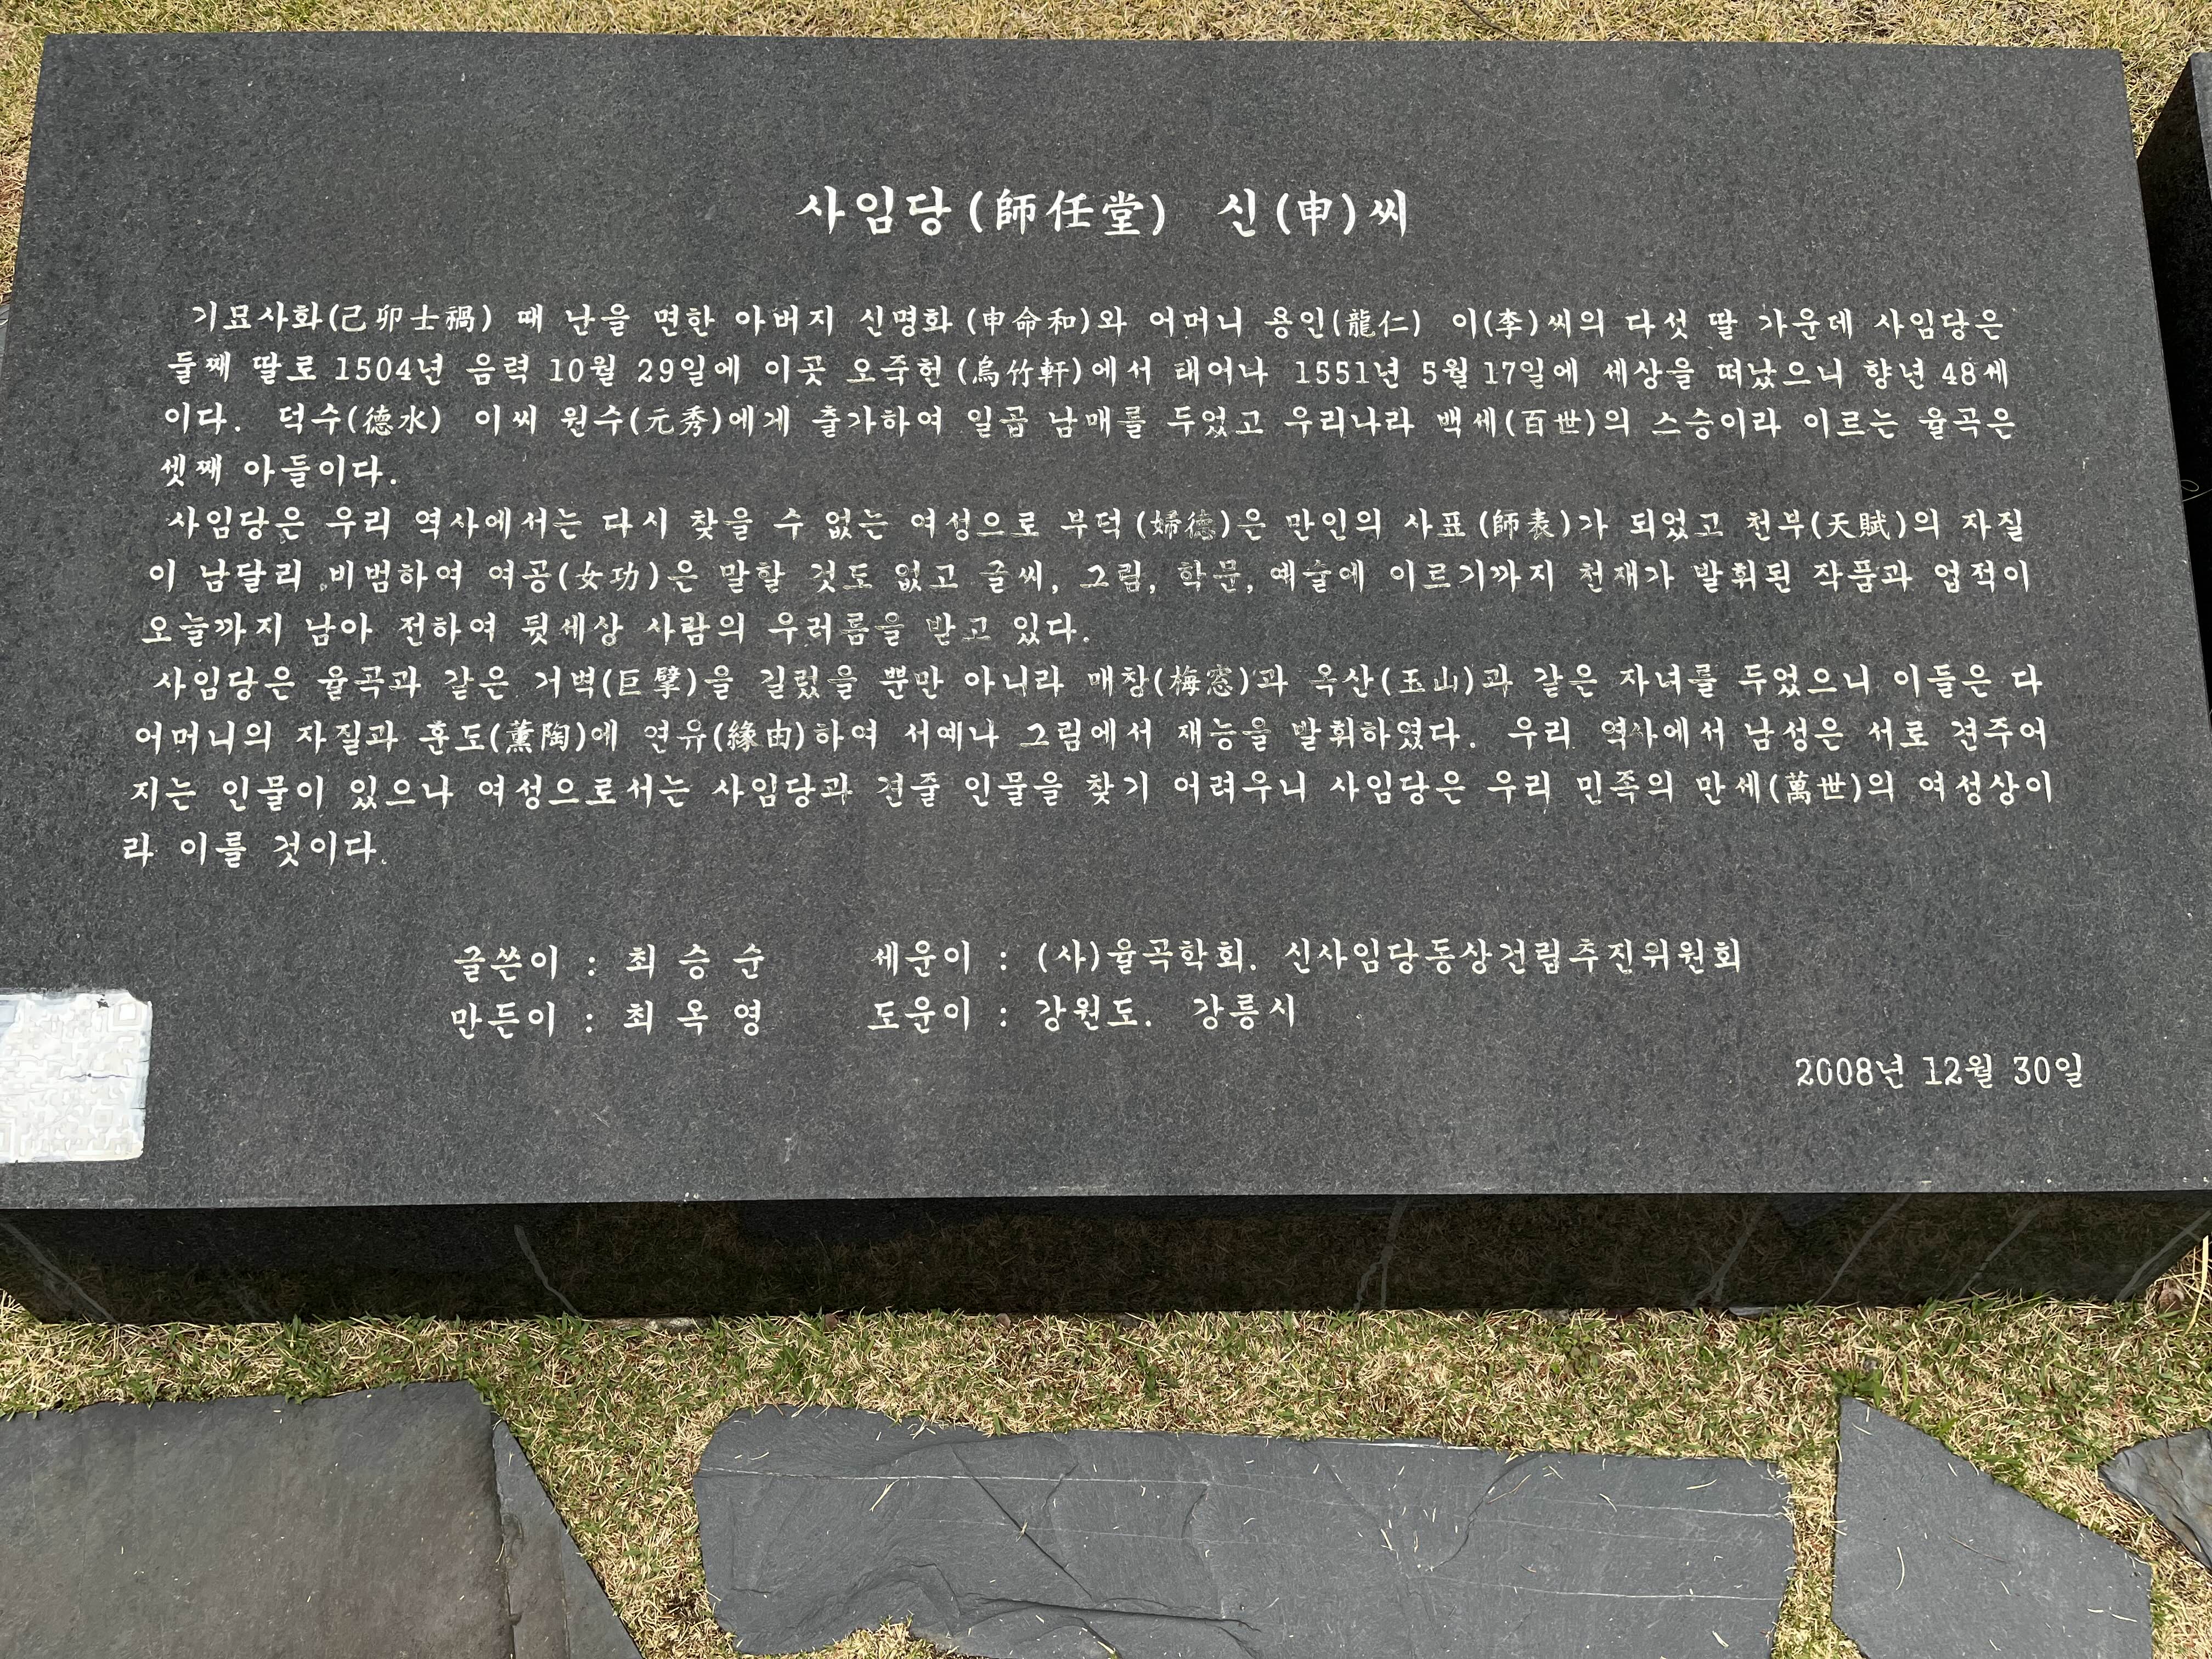 사임당(師任堂) 신(申)씨
기묘사화(己卯士禍) 때 난을 면한 아버지 신명화(申命和)와 어머니 용인(龍仁) 이(李)씨의 다섯 딸 가운데 사임당은
둘째 딸로 1504년 음력 10월 29일에 이곳 오죽헌(烏竹軒)에서 태어나 1551년 5월 17일에 세상을 떠났으니 향년 48세
이다. 덕수(德水) 이씨 원수(元秀)에게 출가하여 일곱 남매를 두었고 우리나라 백세(百世)의 스승이라 이르는 율곡은
셋째 아들이다.
사임당은 우리 역사에서는 다시 찾을 수 없는 여성으로 부덕(婦德)은 만인의 사표(師表)가 되었고 천부(天賦)의 자질
이 남달리 비범하여 여공(女功)은 말할 것도 없고 글씨, 그림, 학문, 예술에 이르기까지 천재가 발휘된 작품과 업적이
오늘까지 남아 전하여 뒷세상 사람의 우러름을 받고 있다.
사임당은 율곡과 같은 거벽(巨擘)을 길렀을 뿐만 아니라 매창(梅窓)과 옥산(玉山)과 같은 자녀를 두었으니 이들은 다
어머니의 자질과 훈도(薰陶)에 연유(緣由)하여 서예나 그림에서 재능을 발휘하였다. 우리 역사에서 남성은 서로 견주어
지는 인물이 있으나 여성으로서는 사임당과 견줄 인물을 찾기 어려우니 사임당은 우리 민족의 만세(萬世)의 여성상이
라 이를 것이다.
글쓴이 : 최 승 순 세운이 : (사)율곡학회. 신사임당동상건립추진위원회
만든이 : 최 옥 영 도운이 : 강원도. 강릉시
2008년 12월 30일